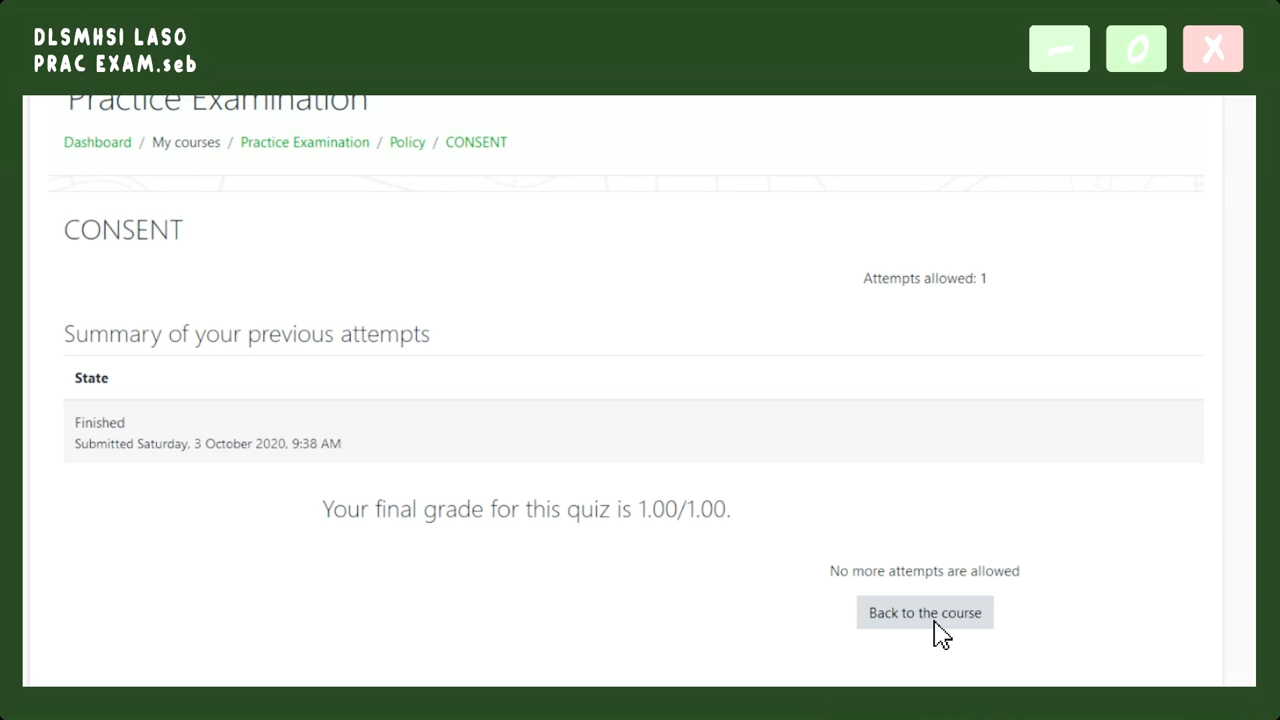 DLSMHSI LASO
PRAC EXAM.seb
Practice Examination
Dashboard / My courses / Practice Examination / Policy / CONSENT
CONSENT
Attempts allowed: 1
Summary of your previous attempts
State
Finished
Submitted Saturday, 3 October 2020, 9:38 AM
Your final grade for this quiz is 1.00/1.00.
No more attempts are allowed
Back to the course